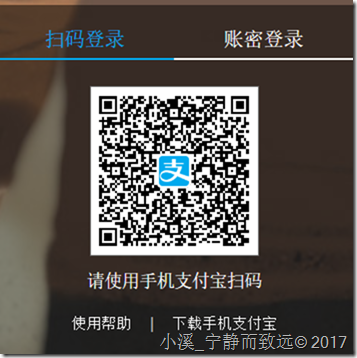 扫码登录 账密登录
支
请使用手机支付宝扫码
使用帮助 | 下载手机支付宝
小溪_宁静而致远© 2017